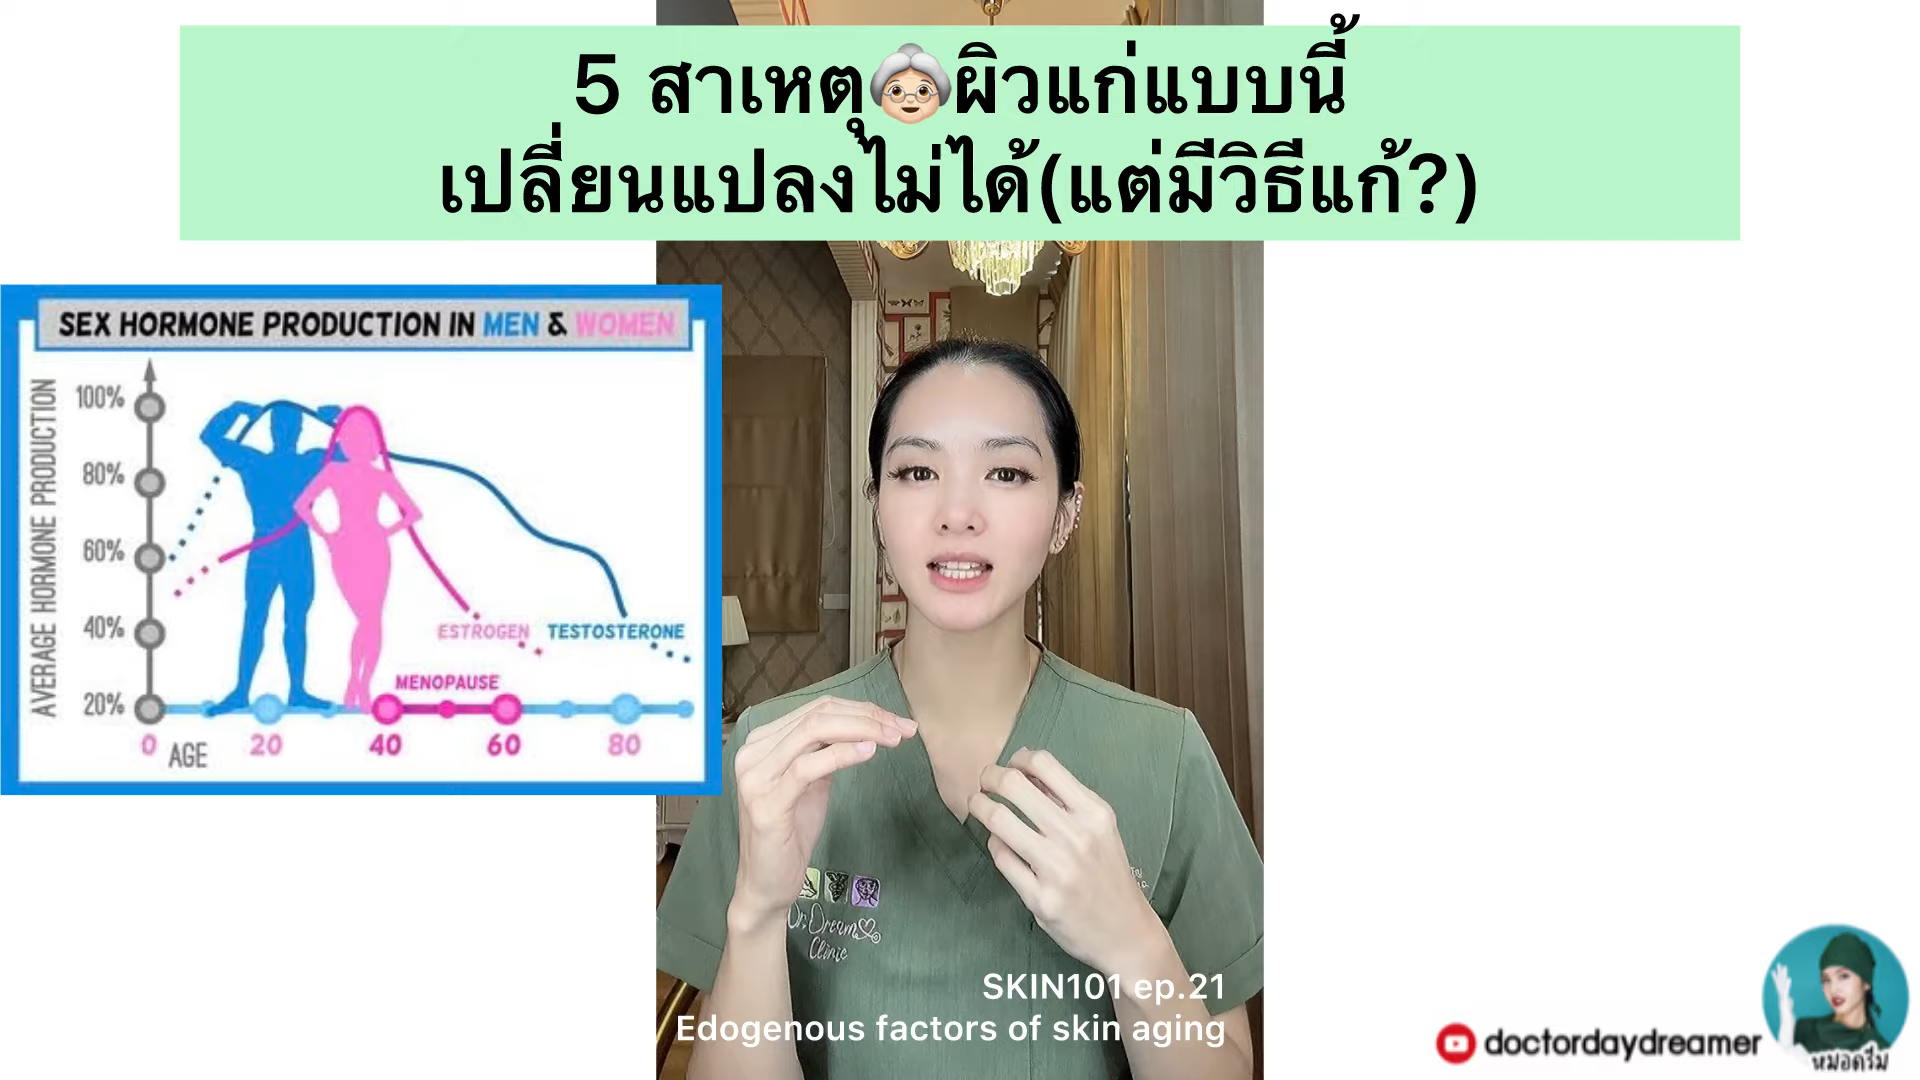 5 สาเหตุ👵🏻ผิวแก่แบบนี้
เปลี่ยนแปลงไม่ได้(แต่มีวิธีแก้?)
SEX HORMONE PRODUCTION IN MEN & WOMEN
AVERAGE HORMONE PRODUCTION
100%
80%
60%
40%
20%
ESTROGEN
TESTOSTERONE
MENOPAUSE
0
20
40
60
80
AGE
Dr.Dream
Clinic
SKIN101 ep.21
Edogenous factors of skin aging
doctordaydreamer
หมอดรีม